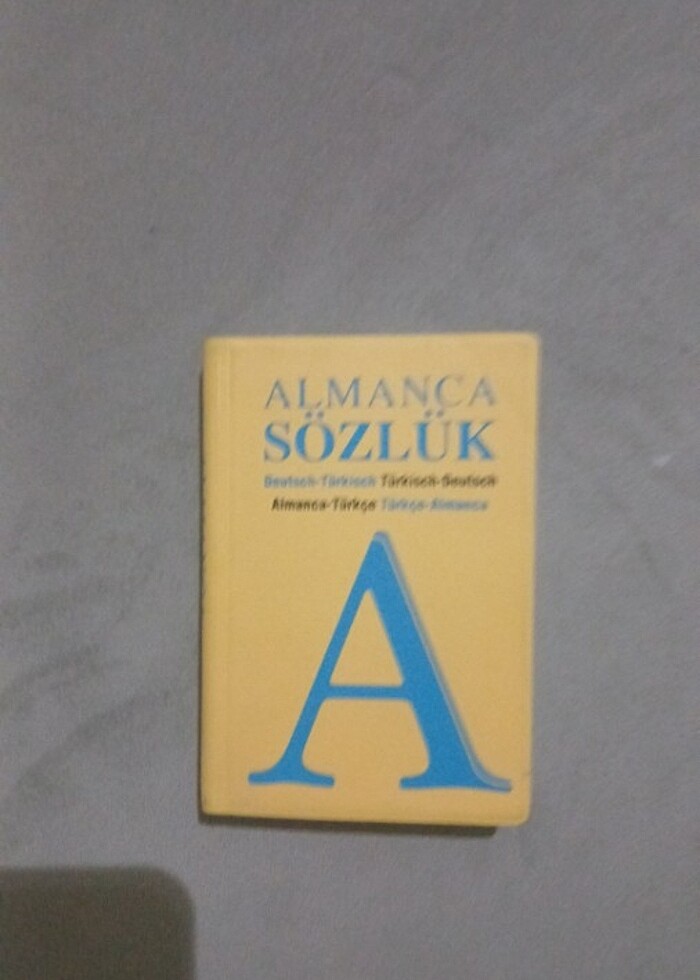 ALMANCA
SÖZLÜK
Deutsch-Türkisch Türkisch-Deutsch
Almanca-Türkçe Türkçe-Almanca
A